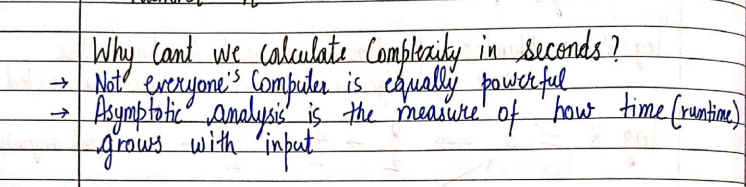 Why cant we calculate Complexity in seconds?
→ Not everyone's Computer is equally powerful
→ Asymptotic analysis is the measure of how time (runtime)
grows with input